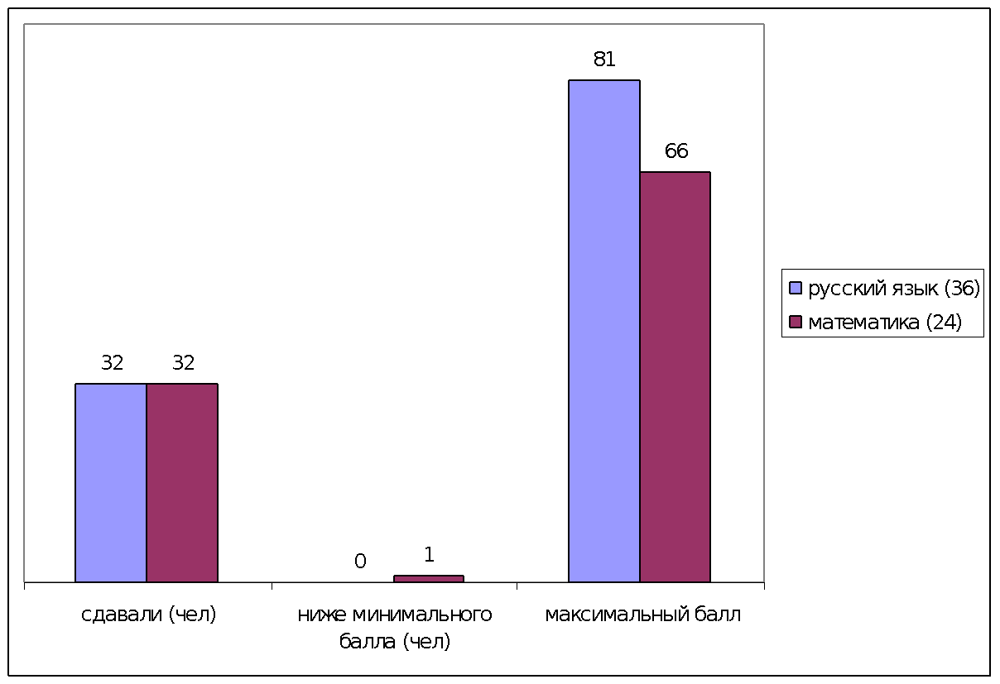 81
66
русский язык (36)
математика (24)
32 32
0 1
сдавали (чел) ниже минимального максимальный балл
балла (чел)